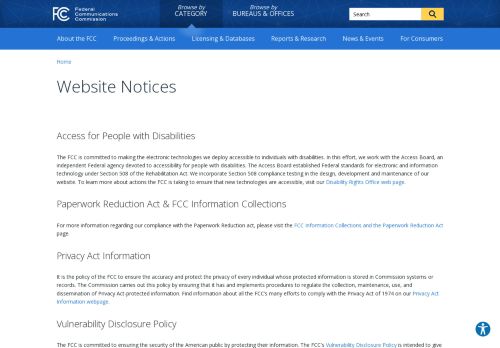 FCC Federal Communications Commission
Browse by CATEGORY
Browse by BUREAUS & OFFICES
Search
About the FCC Proceedings & Actions Licensing & Databases Reports & Research News & Events For Consumers
Home
Website Notices
Access for People with Disabilities
The FCC is committed to making the electronic technologies we deploy accessible to individuals with disabilities. In this effort, we work with the Access Board, an
independent Federal agency devoted to accessibility for people with disabilities. The Access Board established Federal standards for electronic and information
technology under Section 508 of the Rehabilitation Act. We incorporate Section 508 compliance testing in the design, development and maintenance of our
website. To learn more about actions the FCC is taking to ensure that new technologies are accessible, visit our Disability Rights Office web page.
Paperwork Reduction Act & FCC Information Collections
For more information regarding our compliance with the Paperwork Reduction act, please visit the FCC Information Collections and the Paperwork Reduction Act
page.
Privacy Act Information
It is the policy of the FCC to ensure the accuracy and protect the privacy of every individual whose protected information is stored in Commission systems or
records. The Commission carries out this policy by ensuring that it has and implements procedures to regulate the collection, maintenance, use, and
dissemination of Privacy Act-protected information. Find information about all the FCC's many efforts to comply with the Privacy Act of 1974 on our Privacy Act
Information webpage.
Vulnerability Disclosure Policy
The FCC is committed to ensuring the security of the American public by protecting their information. The FCC's Vulnerability Disclosure Policy is intended to give